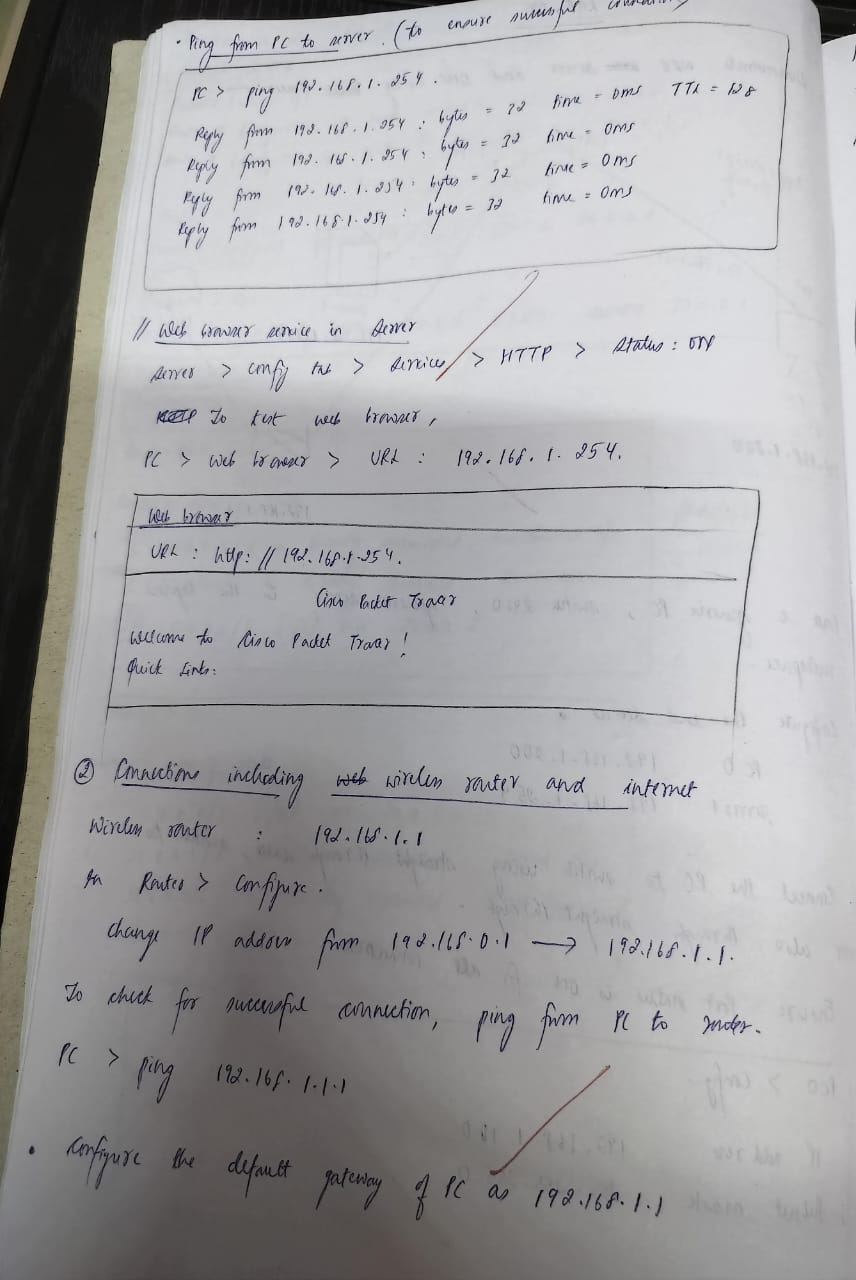 • Ping from PC to server. (to ensure successful
PC > ping 192.168.1.254.
Reply from 192.168.1.254 : bytes = 32 time = 0ms TTL = 128
Reply from 192.168.1.254 : bytes = 32 time = 0ms
Reply from 192.168.1.254 : bytes = 32 time = 0ms
Reply from 192.168.1.254 : bytes = 32 time = 0ms
// Web browser service in Server
Server > config tab > Services > HTTP > Status : ON
To test web browser,
PC > Web browser > URL : 192.168.1.254.
Web browser
URL : http://192.168.1.254.
Cisco Packet Tracer
Welcome to Cisco Packet Tracer!
Quick Links:
② Connections including web wireless router and internet
Wireless router : 192.168.1.1
In Router > Configure.
change IP address from 192.168.0.1 → 192.168.1.1.
To check for successful connection, ping from PC to router.
PC > ping 192.168.1.1.1
• Configure the default gateway of PC as 192.168.1.1